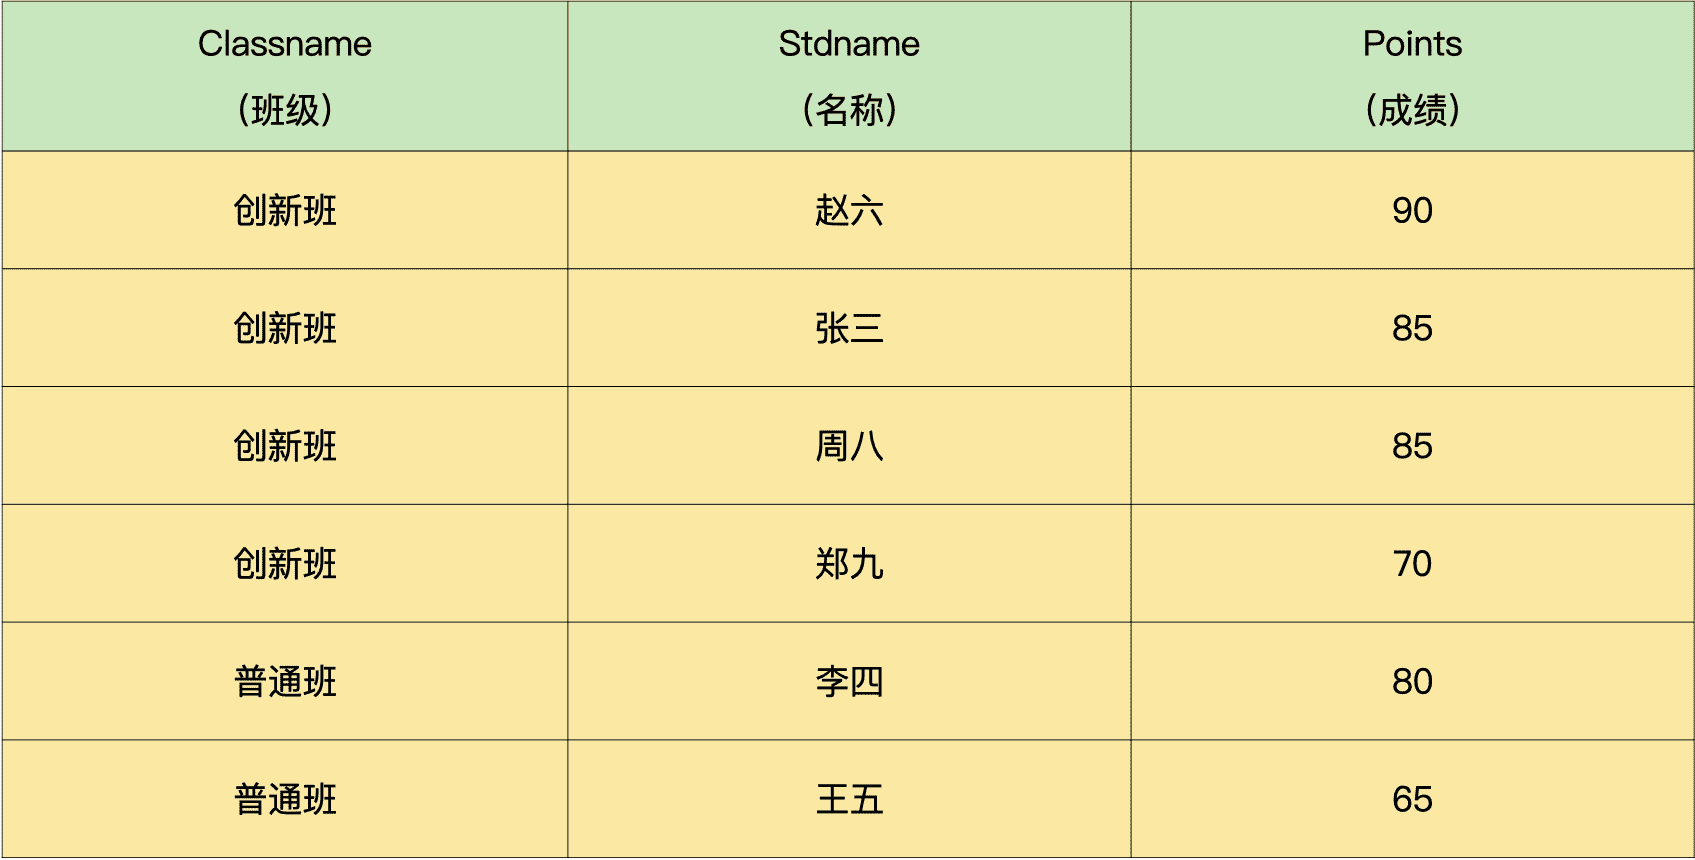 Classname Stdname Points
（班级） （名称） （成绩）
创新班 赵六 90
创新班 张三 85
创新班 周八 85
创新班 郑九 70
普通班 李四 80
普通班 王五 65